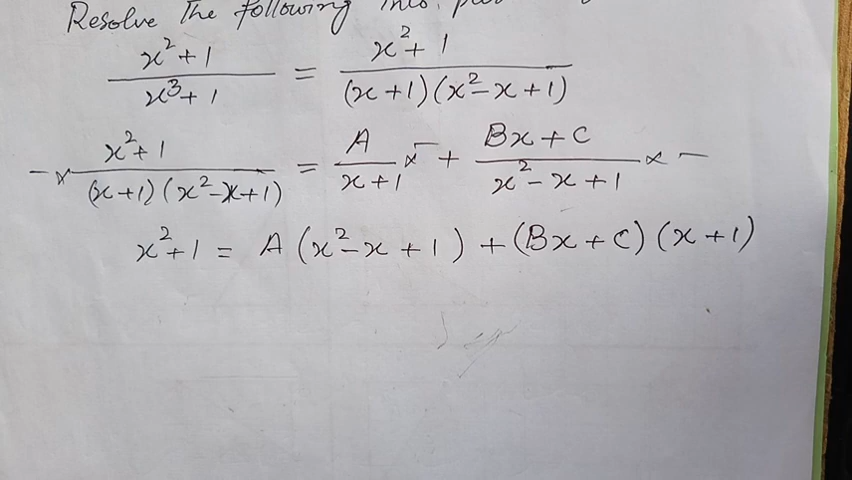 Resolve The following into
x²+1 / x³+1 = x²+1 / (x+1)(x²-x+1)
-× x²+1 / (x+1)(x²-x+1) = A / x+1 ×- + Bx+C / x²-x+1 ×-
x²+1 = A(x²-x+1)+(Bx+C)(x+1)